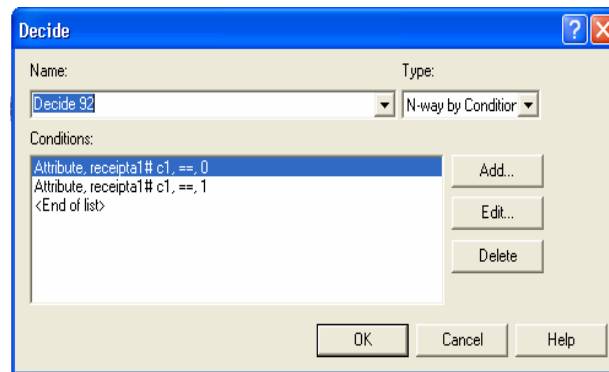 Decide
Name: Type:
Decide 92 N-way by Condition
Conditions:
Attribute, receipta1# c1, ==, 0
Attribute, receipta1# c1, ==, 1
<End of list>
Add...
Edit...
Delete
OK Cancel Help